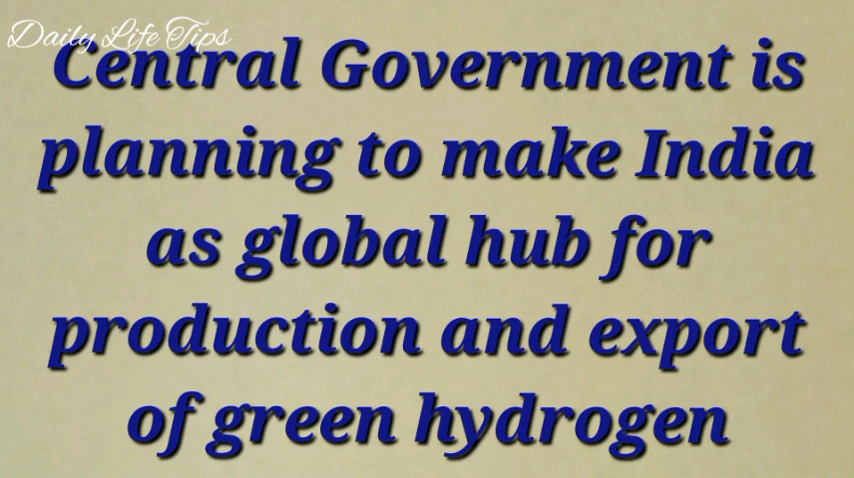 Daily Life Tips
Central Government is
planning to make India
as global hub for
production and export
of green hydrogen